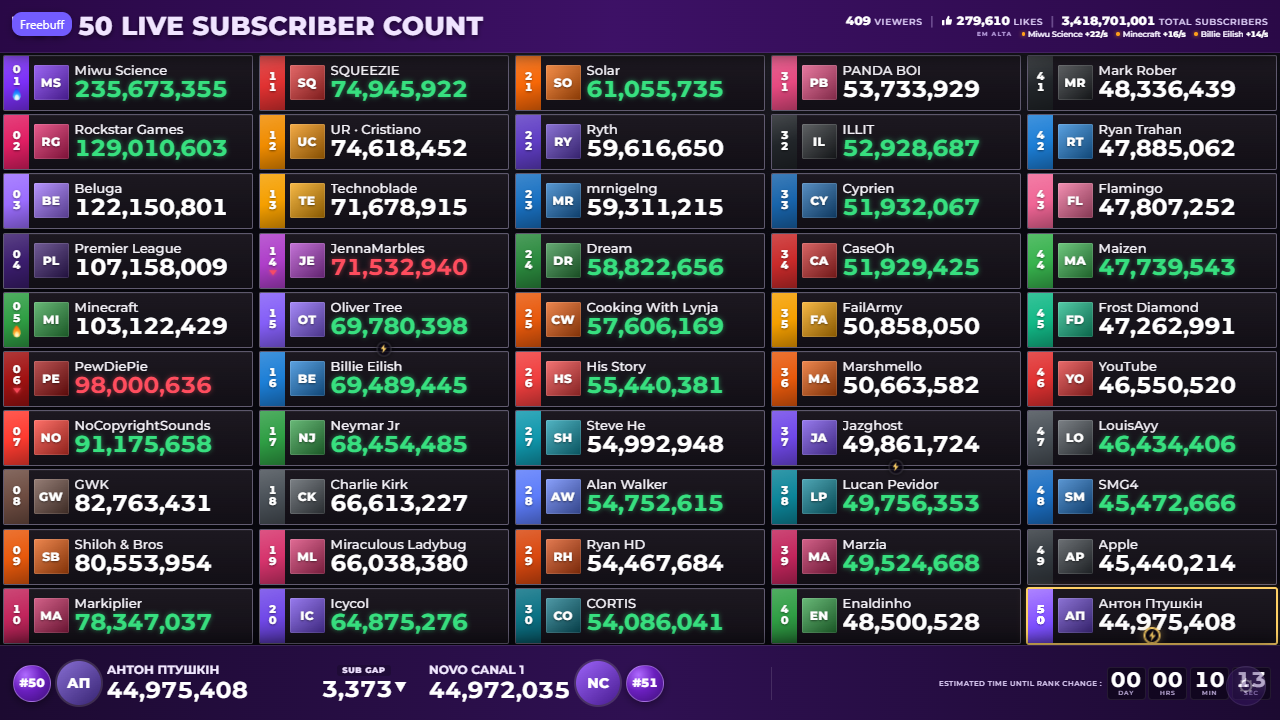 Freebuff
50 LIVE SUBSCRIBER COUNT
409 VIEWERS | 279,610 LIKES | 3,418,701,001 TOTAL SUBSCRIBERS
EM ALTA Miwu Science +22/s Minecraft +16/s Billie Eilish +14/s
01 MS Miwu Science
235,673,355
02 RG Rockstar Games
129,010,603
03 BE Beluga
122,150,801
04 PL Premier League
107,158,009
05 MI Minecraft
103,122,429
06 PE PewDiePie
98,000,636
07 NO NoCopyrightSounds
91,175,658
08 GW GWK
82,763,431
09 SB Shiloh & Bros
80,553,954
10 MA Markiplier
78,347,037
11 SQ SQUEEZIE
74,945,922
12 UC UR · Cristiano
74,618,452
13 TE Technoblade
71,678,915
14 JE JennaMarbles
71,532,940
15 OT Oliver Tree
69,780,398
16 BE Billie Eilish
69,489,445
17 NJ Neymar Jr
68,454,485
18 CK Charlie Kirk
66,613,227
19 ML Miraculous Ladybug
66,038,380
20 IC Icycol
64,875,276
21 SO Solar
61,055,735
22 RY Ryth
59,616,650
23 MR mrnigelng
59,311,215
24 DR Dream
58,822,656
25 CW Cooking With Lynja
57,606,169
26 HS His Story
55,440,381
27 SH Steve He
54,992,948
28 AW Alan Walker
54,752,615
29 RH Ryan HD
54,467,684
30 CO CORTIS
54,086,041
31 PB PANDA BOI
53,733,929
32 IL ILLIT
52,928,687
33 CY Cyprien
51,932,067
34 CA CaseOh
51,929,425
35 FA FailArmy
50,858,050
36 MA Marshmello
50,663,582
37 JA Jazghost
49,861,724
38 LP Lucan Pevidor
49,756,353
39 MA Marzia
49,524,668
40 EN Enaldinho
48,500,528
41 MR Mark Rober
48,336,439
42 RT Ryan Trahan
47,885,062
43 FL Flamingo
47,807,252
44 MA Maizen
47,739,543
45 FD Frost Diamond
47,262,991
46 YO YouTube
46,550,520
47 LO LouisAyy
46,434,406
48 SM SMG4
45,472,666
49 AP Apple
45,440,214
50 АП Антон Птушкін
44,975,408
#50 АП АНТОН ПТУШКІН
44,975,408
SUB GAP
3,373▼
NOVO CANAL 1
44,972,035 NC #51
ESTIMATED TIME UNTIL RANK CHANGE : 00 DAY 00 HRS 10 MIN 13 SEC